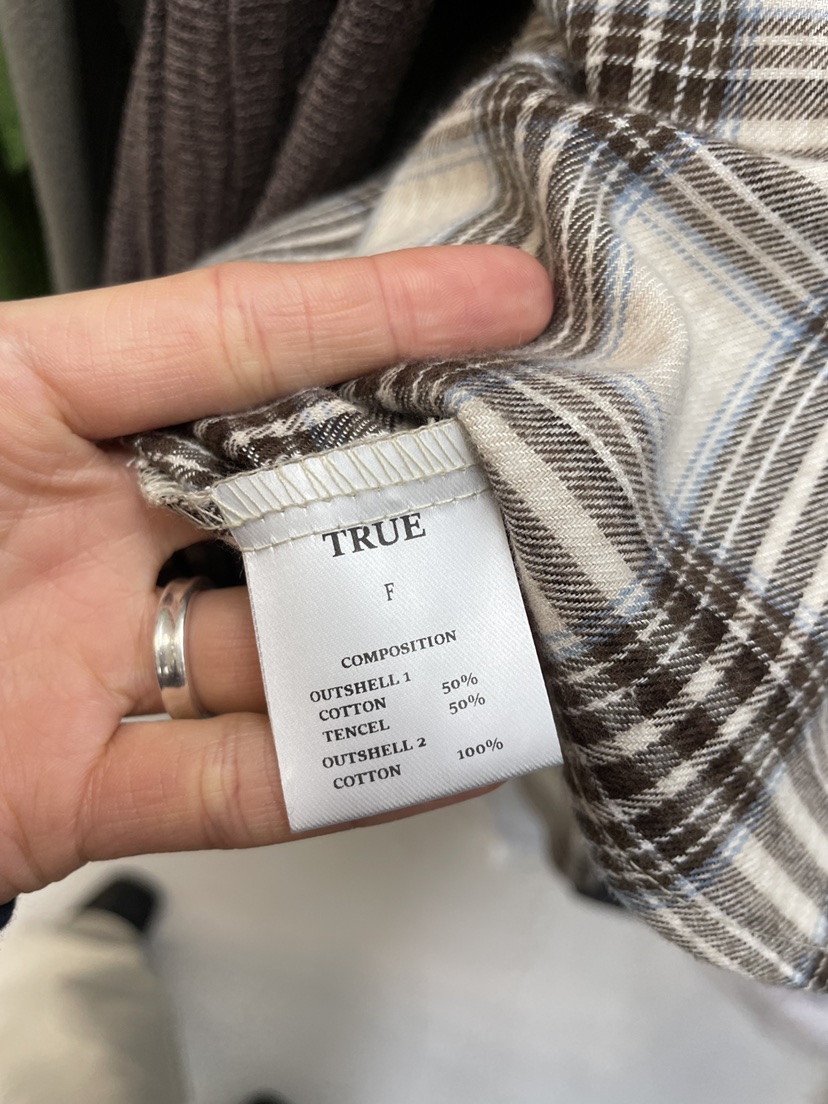 TRUE
F
COMPOSITION
OUTSHELL 1
COTTON 50%
TENCEL 50%
OUTSHELL 2
COTTON 100%